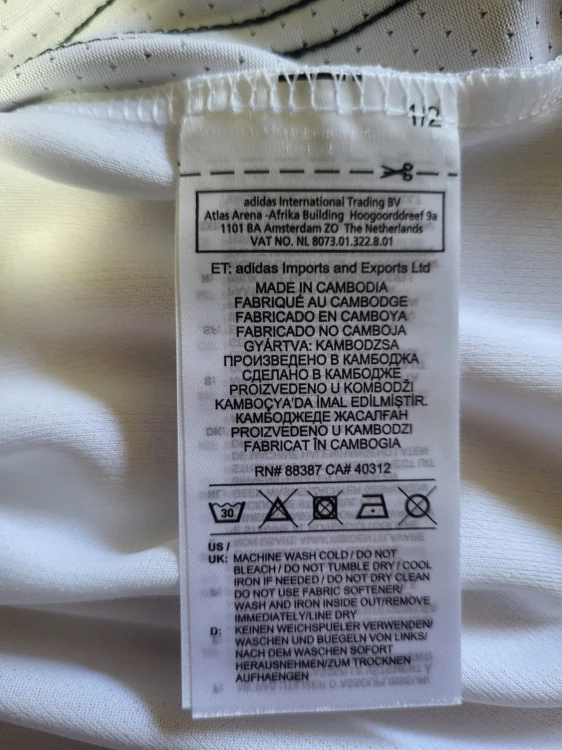 1/2
adidas International Trading BV
Atlas Arena -Afrika Building Hoogoorddreef 9a
1101 BA Amsterdam ZO The Netherlands
VAT NO. NL 8073.01.322.B.01
ET: adidas Imports and Exports Ltd
MADE IN CAMBODIA
FABRIQUÉ AU CAMBODGE
FABRICADO EN CAMBOYA
FABRICADO NO CAMBOJA
GYÁRTVA: KAMBODZSA
ПРОИЗВЕДЕНО В КАМБОДЖА
СДЕЛАНО В КАМБОДЖЕ
PROIZVEDENO U KOMBODŽI
KAMBOÇYA'DA İMAL EDİLMİŞTİR.
КАМБОДЖЕДЕ ЖАСАЛҒАН
PROIZVEDENO U KAMBODZI
FABRICAT ÎN CAMBOGIA
RN# 88387 CA# 40312
30
US /
UK: MACHINE WASH COLD / DO NOT
BLEACH / DO NOT TUMBLE DRY / COOL
IRON IF NEEDED / DO NOT DRY CLEAN
DO NOT USE FABRIC SOFTENER/
WASH AND IRON INSIDE OUT/REMOVE
IMMEDIATELY/LINE DRY
D: KEINEN WEICHSPUELER VERWENDEN/
WASCHEN UND BUEGELN VON LINKS/
NACH DEM WASCHEN SOFORT
HERAUSNEHMEN/ZUM TROCKNEN
AUFHAENGEN